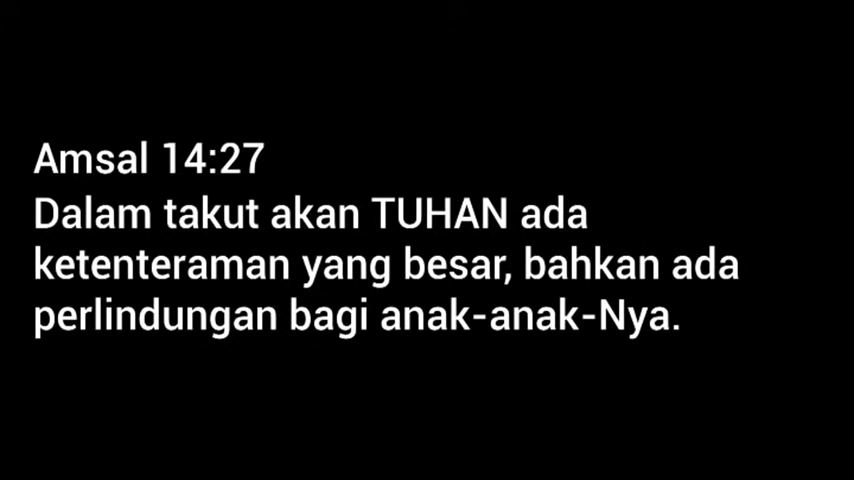 Amsal 14:27
Dalam takut akan TUHAN ada
ketenteraman yang besar, bahkan ada
perlindungan bagi anak-anak-Nya.